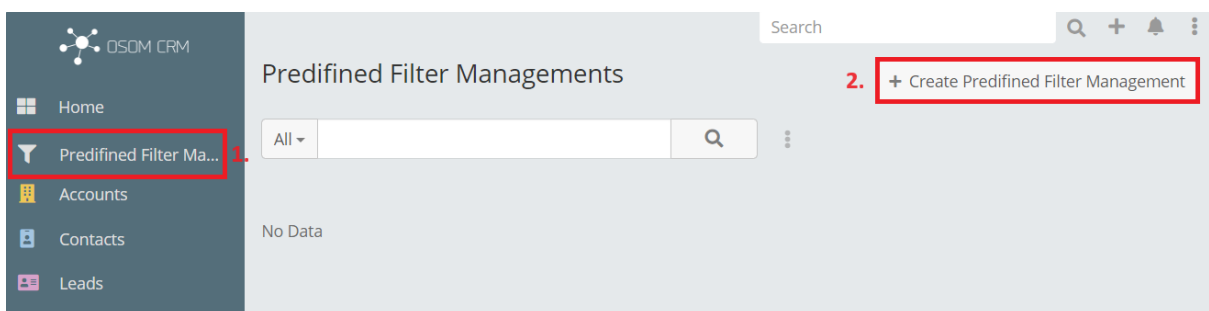 OSOM CRM
Home
Predifined Filter Ma...
1.
Accounts
Contacts
Leads
Search
Predifined Filter Managements
2.
+ Create Predifined Filter Management
All
No Data